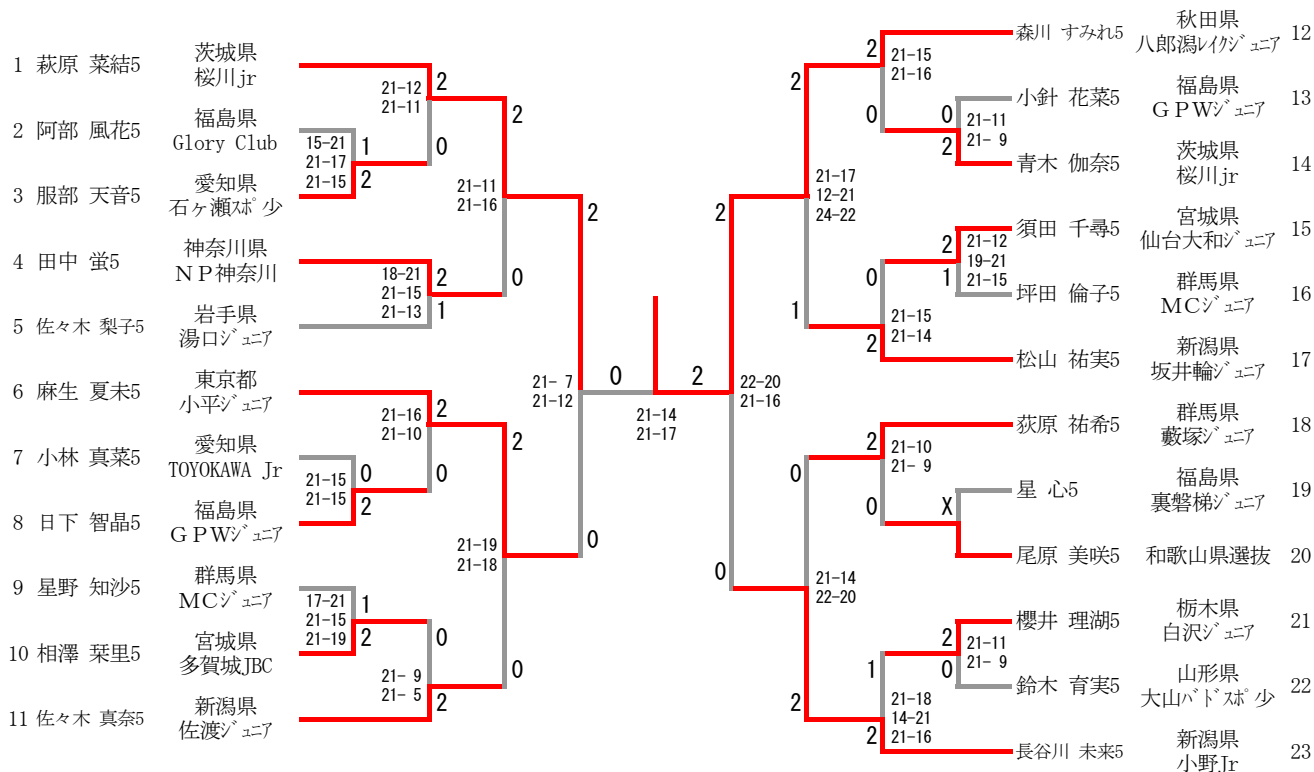 1 萩原 菜結5 茨城県
桜川jr
2 阿部 風花5 福島県
Glory Club
3 服部 天音5 愛知県
石ヶ瀬スポ少
4 田中 蛍5 神奈川県
ＮＰ神奈川
5 佐々木 梨子5 岩手県
湯口ジュニア
6 麻生 夏未5 東京都
小平ジュニア
7 小林 真菜5 愛知県
TOYOKAWA Jr
8 日下 智晶5 福島県
ＧＰＷジュニア
9 星野 知沙5 群馬県
ＭＣジュニア
10 相澤 栞里5 宮城県
多賀城JBC
11 佐々木 真奈5 新潟県
佐渡ジュニア
21-12
21-11
2
0
15-21
21-17
21-15
1
2
21-11
21-16
2
0
18-21
21-15
21-13
2
1
21-16
21-10
2
0
21-15
21-15
0
2
21-19
21-18
2
0
17-21
21-15
21-19
1
2
21- 9
21- 5
0
2
21- 7
21-12
2
0
0
2
21-14
21-17
22-20
21-16
2
0
21-17
12-21
24-22
2
1
21-15
21-16
2
0
21-11
21- 9
0
2
21-15
21-14
0
2
21-12
19-21
21-15
2
1
21-14
22-20
0
2
21-10
21- 9
2
0
X
21-18
14-21
21-16
1
2
21-11
21- 9
2
0
森川 すみれ5 秋田県 12
八郎潟レイクジュニア
小針 花菜5 福島県 13
ＧＰＷジュニア
青木 伽奈5 茨城県 14
桜川jr
須田 千尋5 宮城県 15
仙台大和ジュニア
坪田 倫子5 群馬県 16
ＭＣジュニア
松山 祐実5 新潟県 17
坂井輪ジュニア
荻原 祐希5 群馬県 18
藪塚ジュニア
星 心5 福島県 19
裏磐梯ジュニア
尾原 美咲5 和歌山県選抜 20
櫻井 理湖5 栃木県 21
白沢ジュニア
鈴木 育実5 山形県 22
大山バドスポ少
長谷川 未来5 新潟県 23
小野Jr